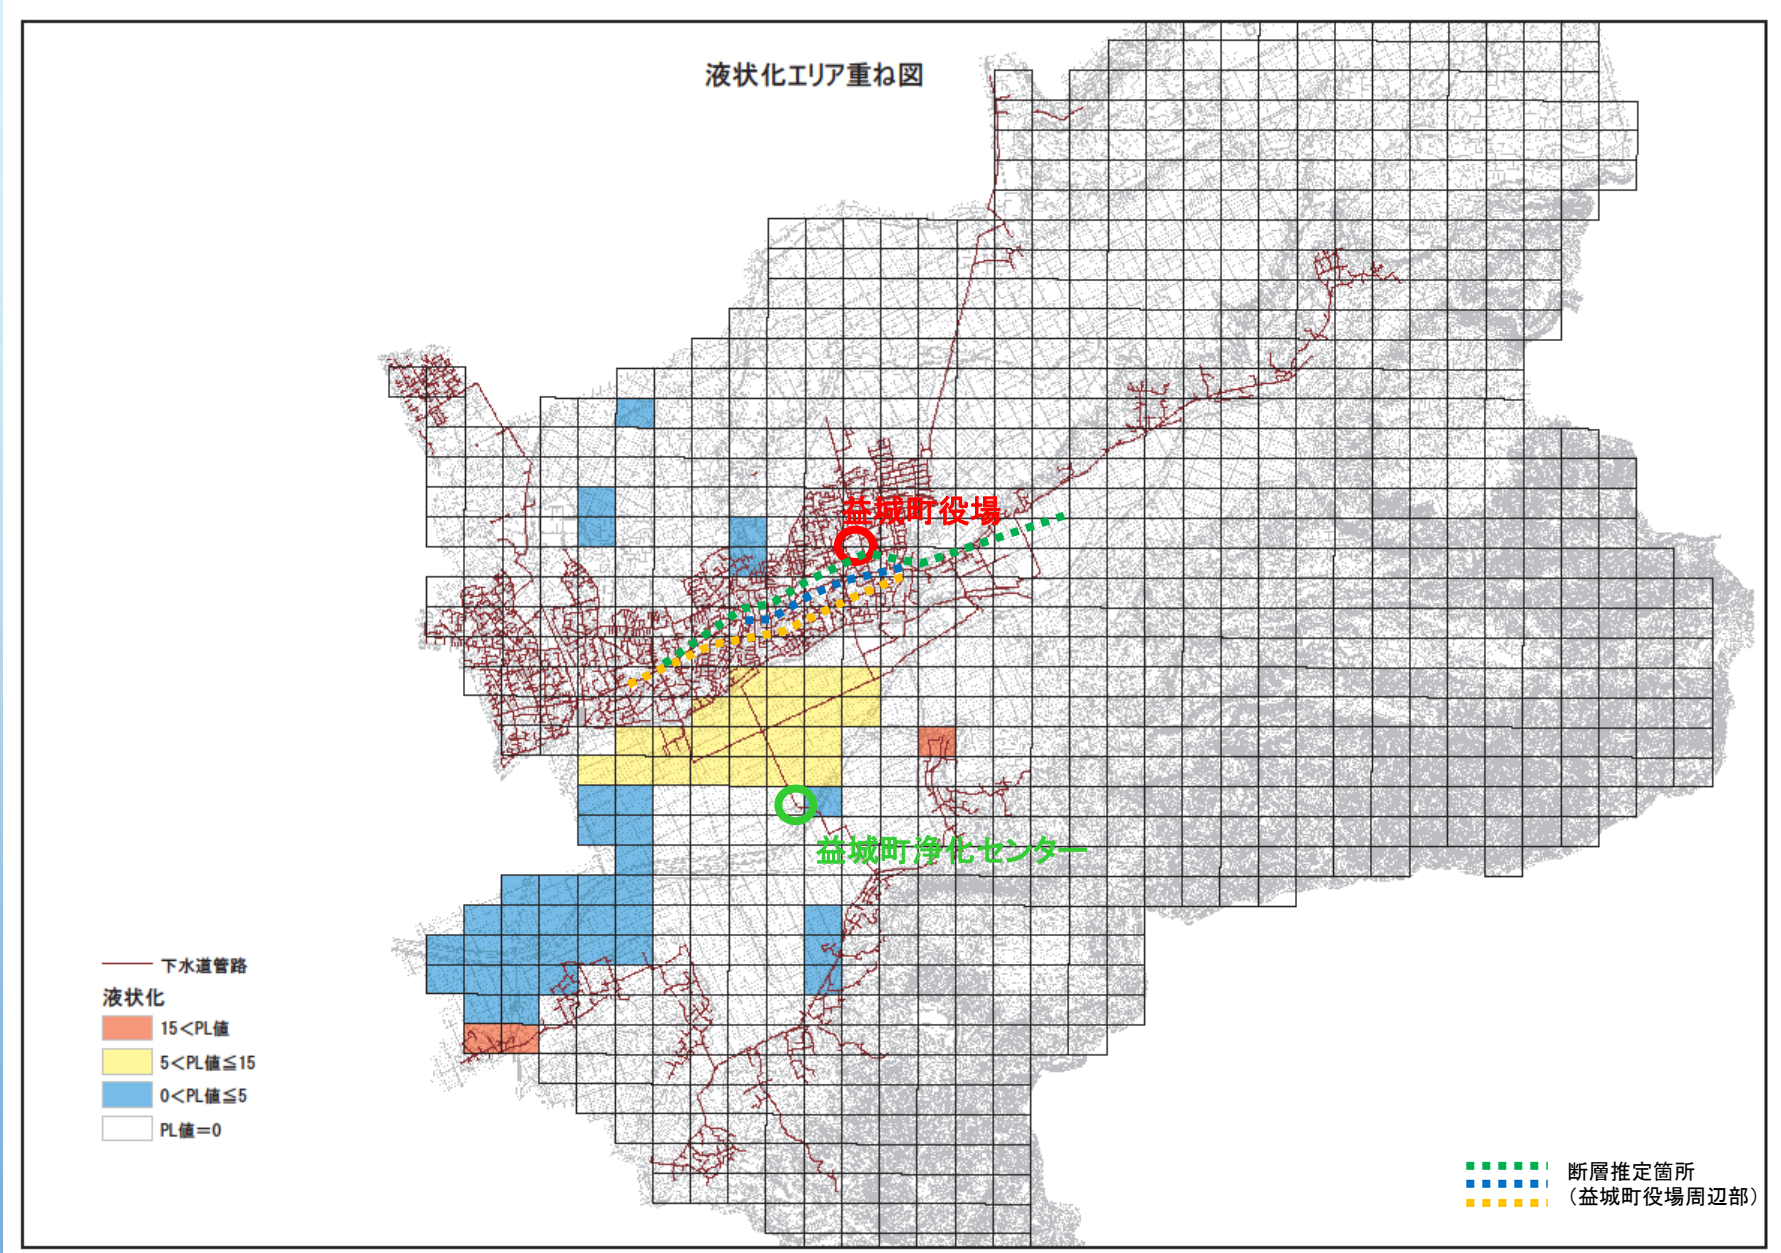 液状化エリア重ね図
益城町役場
益城町浄化センター
下水道管路
液状化
15＜PL値
5＜PL値≦15
0＜PL値≦5
PL値＝0
断層推定箇所
（益城町役場周辺部）